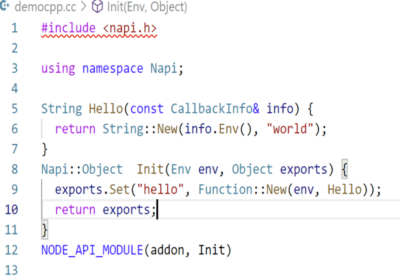 democpp.cc > Init(Env, Object)
1 #include <napi.h>
2
3 using namespace Napi;
4
5 String Hello(const CallbackInfo& info) {
6 return String::New(info.Env(), "world");
7 }
8 Napi::Object  Init(Env env, Object exports) {
9 exports.Set("hello", Function::New(env, Hello));
10 return exports;
11 }
12 NODE_API_MODULE(addon, Init)
13